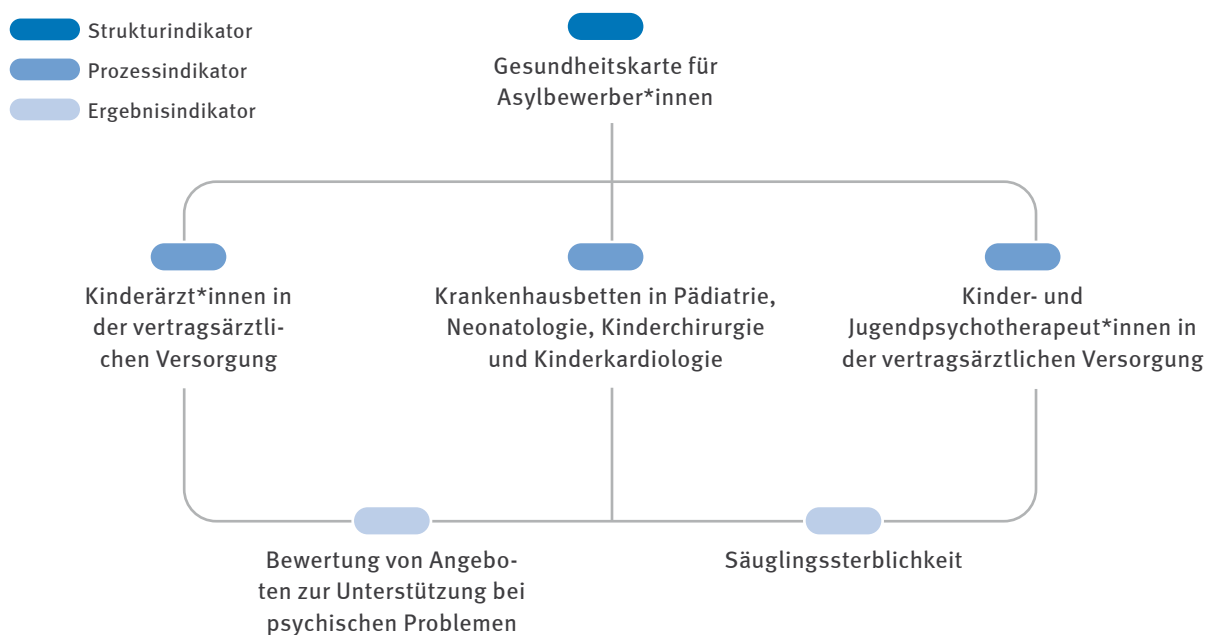 Strukturindikator
Prozessindikator
Ergebnisindikator
Gesundheitskarte für
Asylbewerber*innen
Kinderärzt*innen in
der vertragsärztli-
chen Versorgung
Krankenhausbetten in Pädiatrie,
Neonatologie, Kinderchirurgie
und Kinderkardiologie
Kinder- und
Jugendpsychotherapeut*innen in
der vertragsärztlichen Versorgung
Bewertung von Angebo-
ten zur Unterstützung bei
psychischen Problemen
Säuglingssterblichkeit